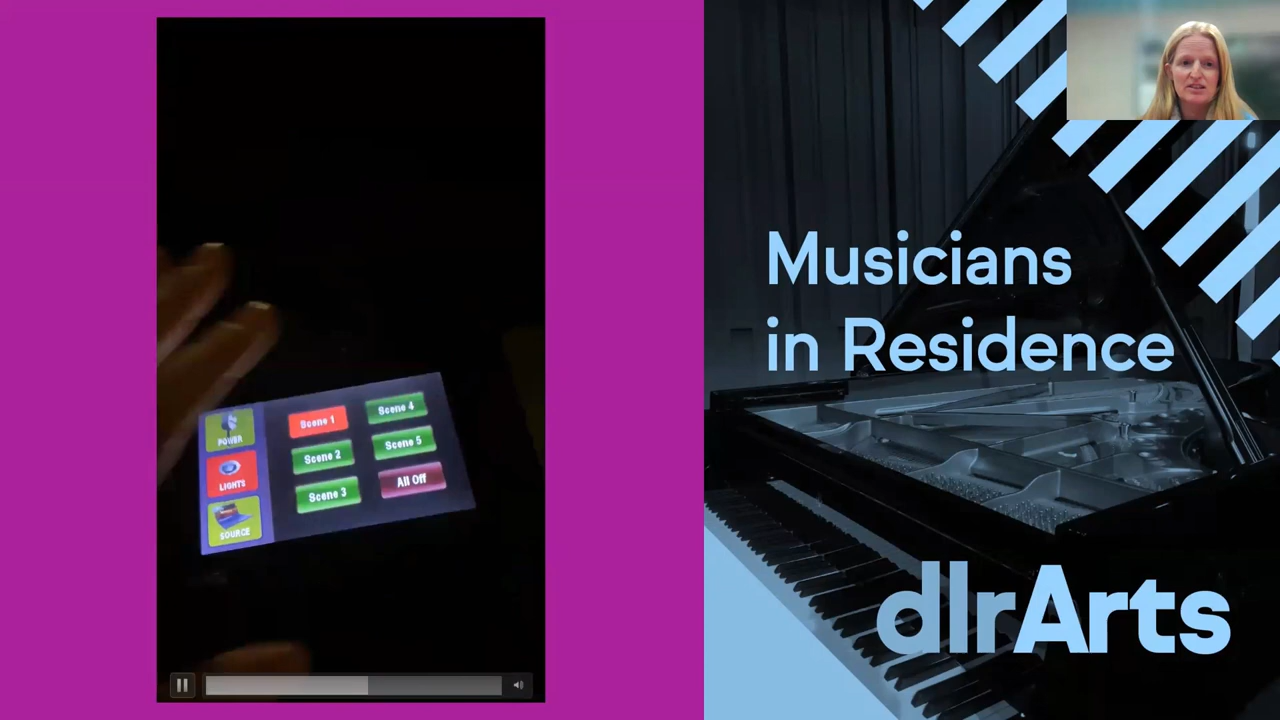 POWER
LIGHTS
SOURCE
Scene 1
Scene 2
Scene 3
Scene 4
Scene 5
All Off
Musicians
in Residence
dlrArts